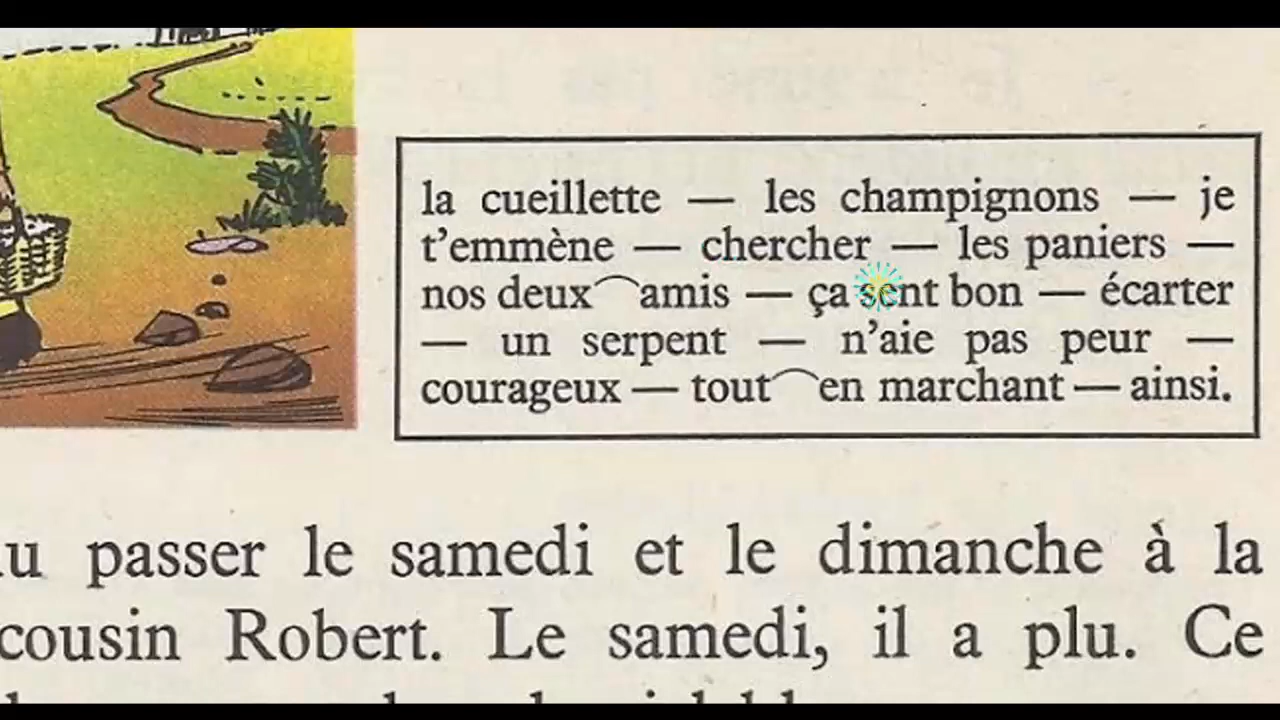 la cueillette — les champignons — je
t'emmène — chercher — les paniers —
nos deux‿amis — ça sent bon — écarter
— un serpent — n'aie pas peur —
courageux — tout‿en marchant — ainsi.
passer le samedi et le dimanche à la
cousin Robert. Le samedi, il a plu. Ce